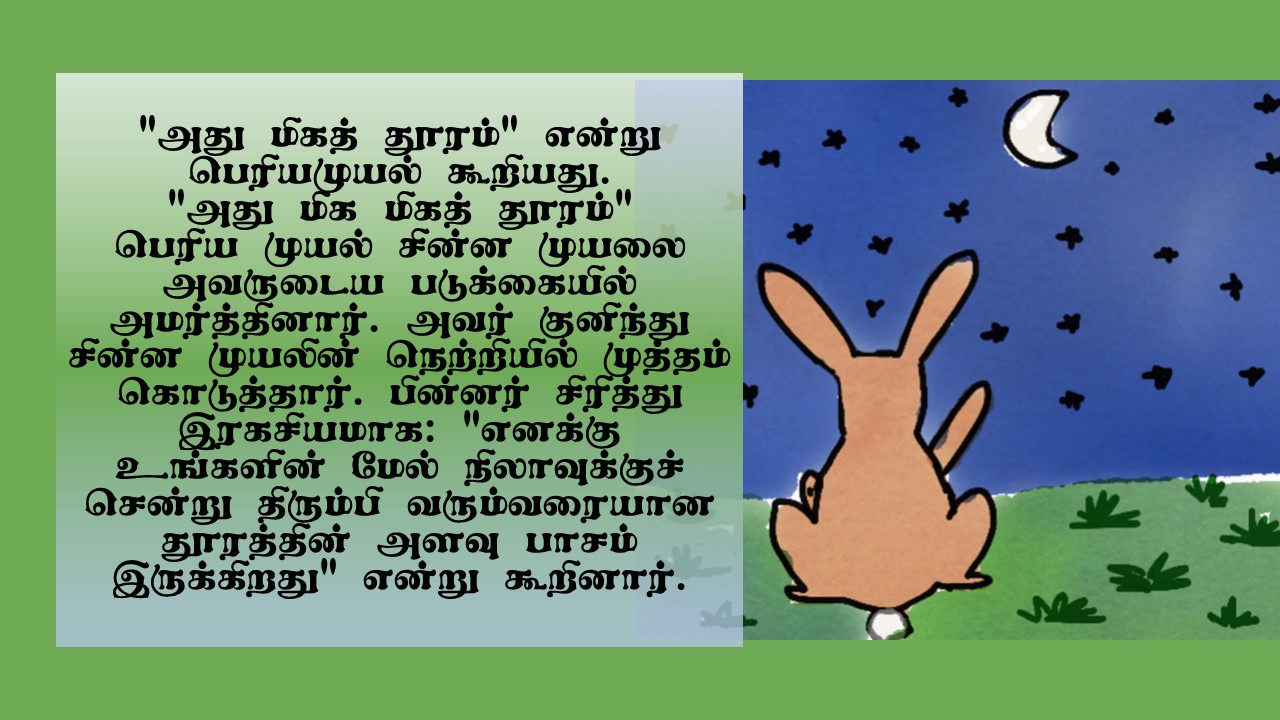 "அது மிகத் தூரம்" என்று
பெரியமுயல் கூறியது.
"அது மிக மிகத் தூரம்"
பெரிய முயல் சின்ன முயலை
அவருடைய படுக்கையில்
அமர்த்தினார். அவர் குனிந்து
சின்ன முயலின் நெற்றியில் முத்தம்
கொடுத்தார். பின்னர் சிரித்து
இரகசியமாக: "எனக்கு
உங்களின் மேல் நிலாவுக்குச்
சென்று திரும்பி வரும்வரையான
தூரத்தின் அளவு பாசம்
இருக்கிறது" என்று கூறினார்.